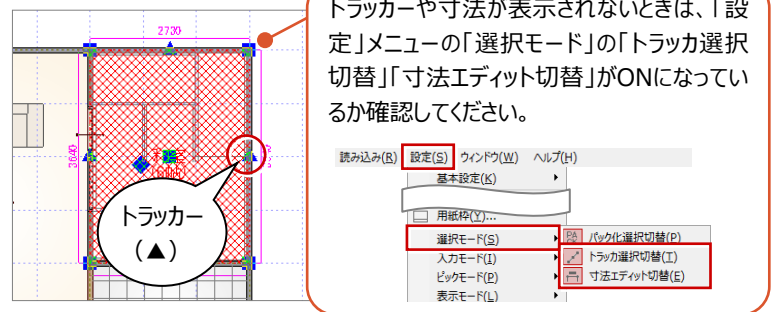 トラッカーや寸法が表示されないときは、「設
定」メニューの「選択モード」の「トラッカ選択
切替」「寸法エディット切替」がONになってい
るか確認してください。
2730
3640
トラッカー
（▲）
読み込み(R) 設定(S) ウィンドウ(W) ヘルプ(H)
基本設定(K)
用紙枠(Y)...
選択モード(S)
入力モード(I)
ピックモード(P)
表示モード(L)
パック化選択切替(P)
トラッカ選択切替(T)
寸法エディット切替(E)